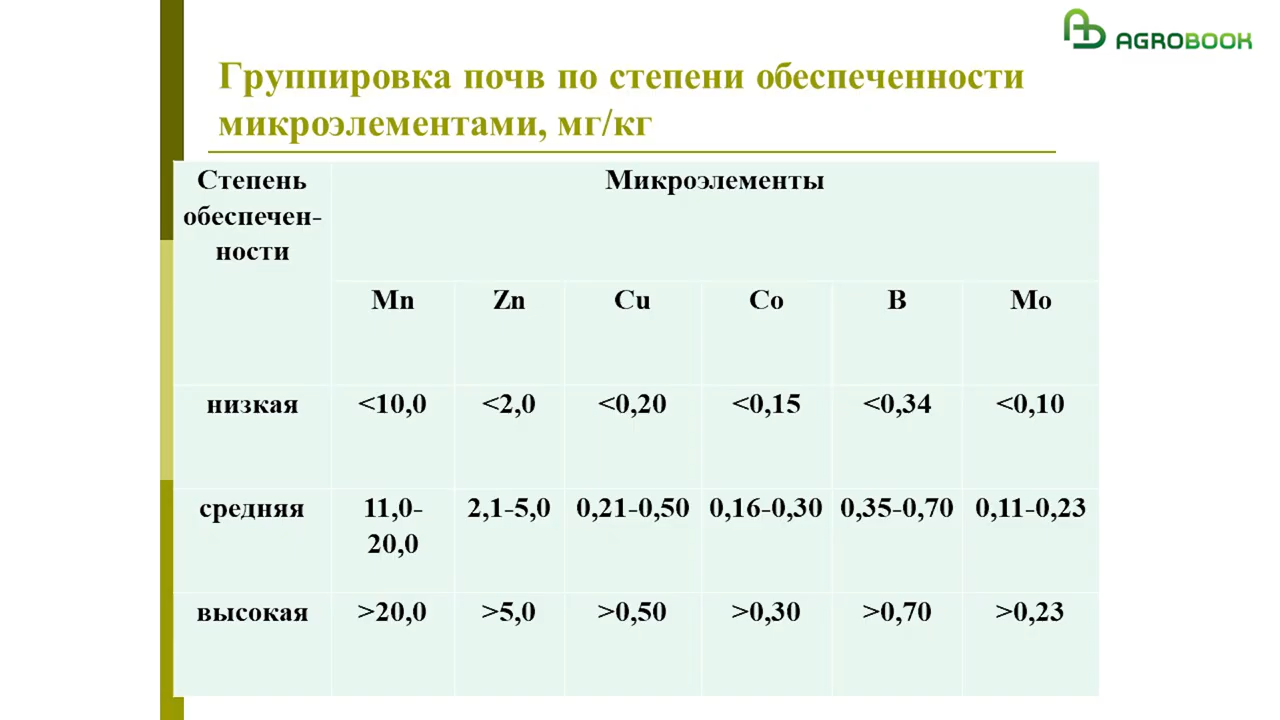 AGROBOOK
Группировка почв по степени обеспеченности
микроэлементами, мг/кг
Степень
обеспечен-
ности
Микроэлементы
Mn Zn Cu Co B Mo
низкая <10,0 <2,0 <0,20 <0,15 <0,34 <0,10
средняя 11,0- 2,1-5,0 0,21-0,50 0,16-0,30 0,35-0,70 0,11-0,23
20,0
высокая >20,0 >5,0 >0,50 >0,30 >0,70 >0,23